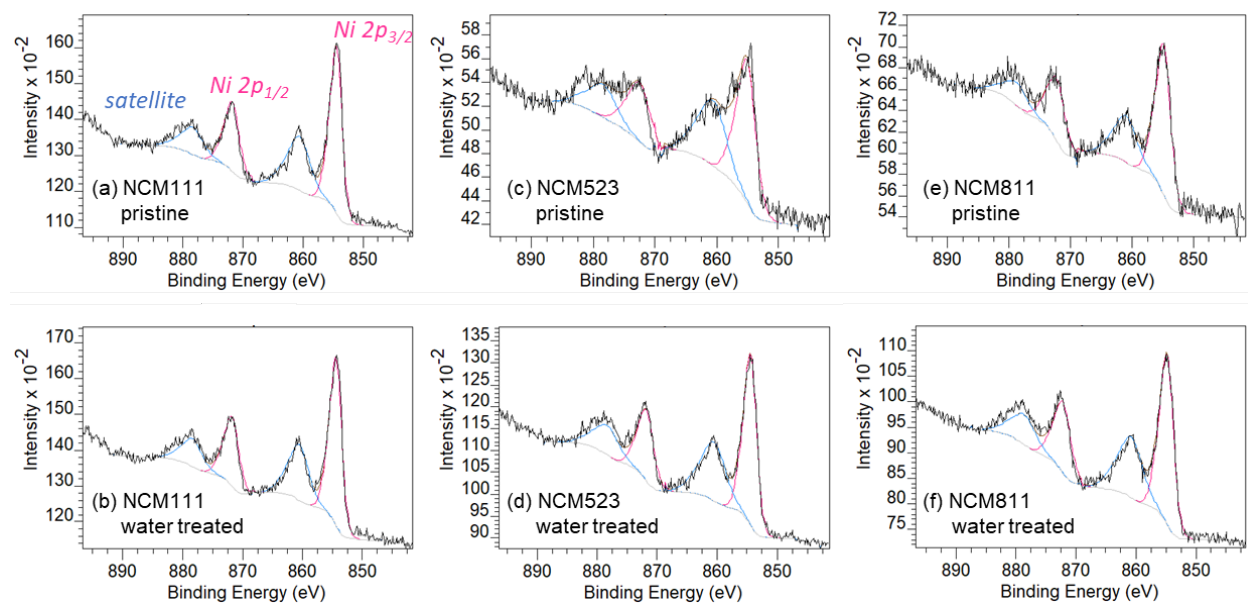 Intensity x 10⁻²
160
150
140
130
120
110
890
880
870
860
850
Binding Energy (eV)
satellite
Ni 2p1/2
Ni 2p3/2
(a) NCM111
pristine
Intensity x 10⁻²
58
56
54
52
50
48
46
44
42
890
880
870
860
850
Binding Energy (eV)
(c) NCM523
pristine
Intensity x 10⁻²
72
70
68
66
64
62
60
58
56
54
890
880
870
860
850
Binding Energy (eV)
(e) NCM811
pristine
Intensity x 10⁻²
170
160
150
140
130
120
890
880
870
860
850
Binding Energy (eV)
(b) NCM111
water treated
Intensity x 10⁻²
135
130
125
120
115
110
105
100
95
90
890
880
870
860
850
Binding Energy (eV)
(d) NCM523
water treated
Intensity x 10⁻²
110
105
100
95
90
85
80
75
890
880
870
860
850
Binding Energy (eV)
(f) NCM811
water treated